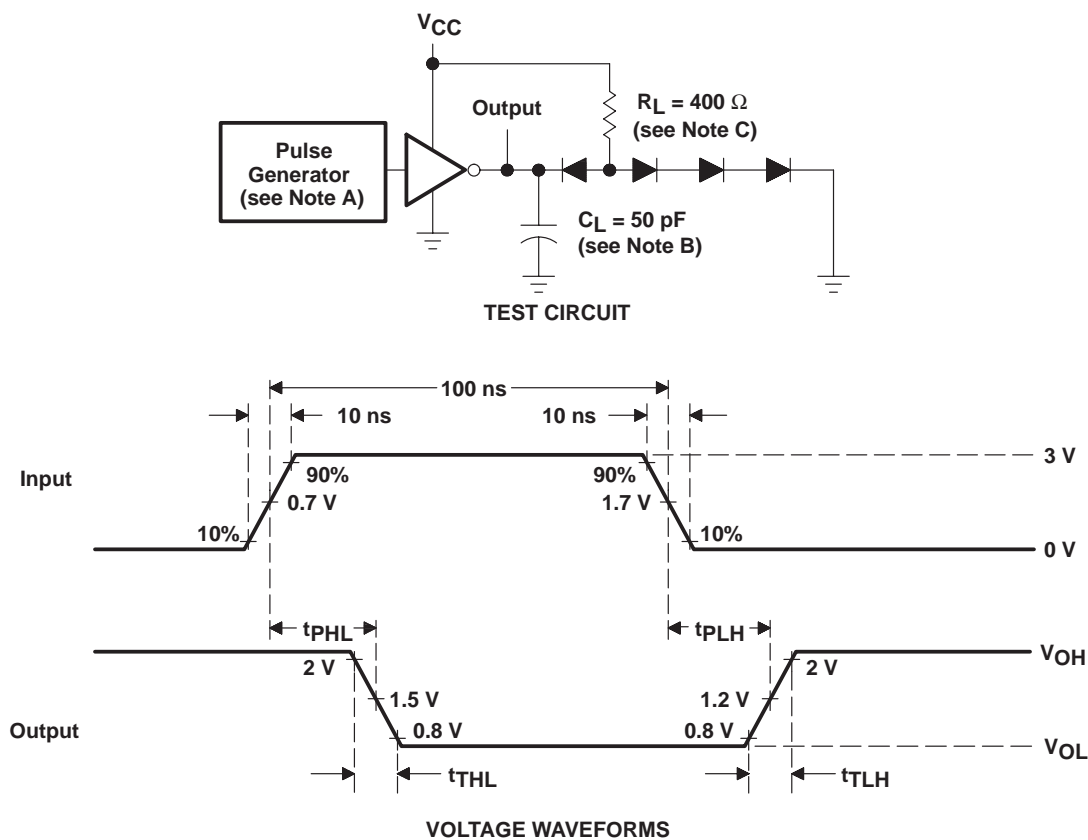 VCC
Output
RL = 400 Ω
(see Note C)
Pulse
Generator
(see Note A)
CL = 50 pF
(see Note B)
TEST CIRCUIT
100 ns
10 ns
10 ns
3 V
Input
90%
90%
0.7 V
1.7 V
10%
10%
0 V
tPHL
tPLH
VOH
2 V
2 V
1.5 V
1.2 V
Output
0.8 V
0.8 V
VOL
tTHL
tTLH
VOLTAGE WAVEFORMS